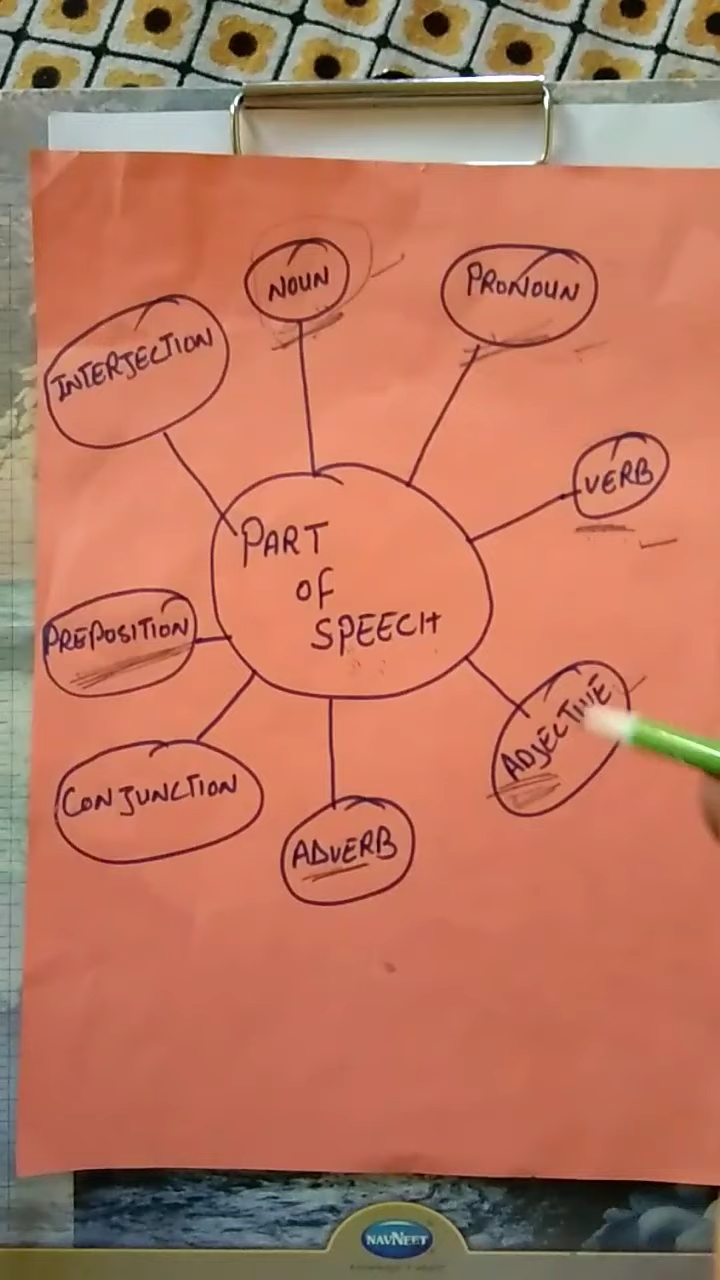 NOUN
PRONOUN
INTERJECTION
VERB
PART
OF
SPEECH
PREPOSITION
ADJECTIVE
CONJUNCTION
ADVERB
NAVNEET